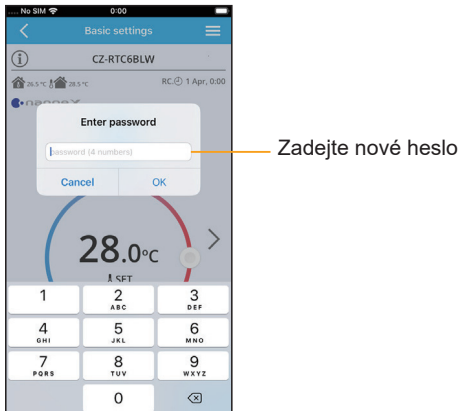 .... No SIM 0:00
Basic settings
CZ-RTC6BLW
26.5 °C 28.5 °C RC. 1 Apr, 0:00
Enter password
password (4 numbers)
Zadejte nové heslo
Cancel OK
28.0°C
SET
1 2 3
ABC DEF
4 5 6
GHI JKL MNO
7 8 9
PQRS TUV WXYZ
0